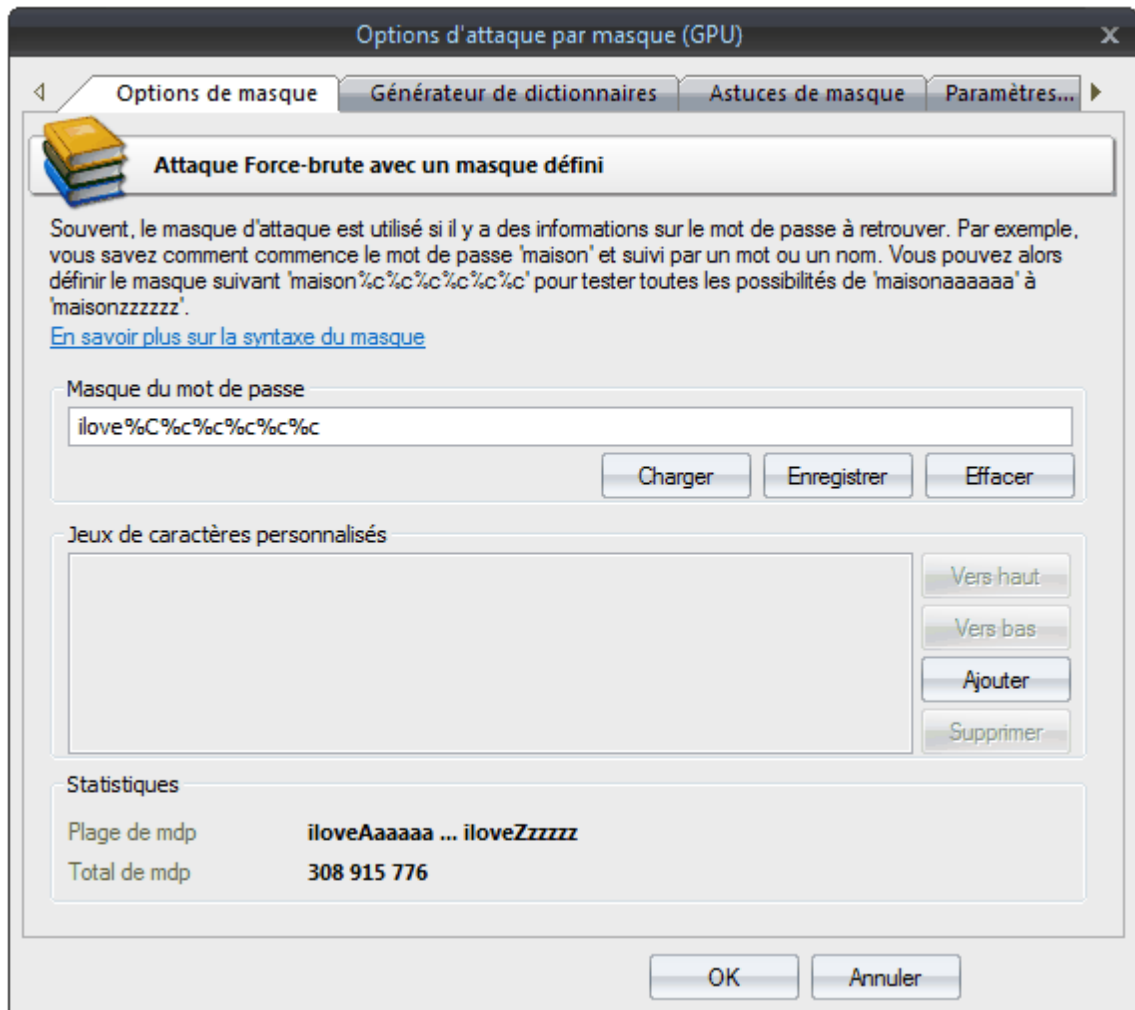 Options d'attaque par masque (GPU)
Options de masque
Générateur de dictionnaires
Astuces de masque
Paramètres...
Attaque Force-brute avec un masque défini
Souvent, le masque d'attaque est utilisé si il y a des infomations sur le mot de passe à retrouver. Par exemple,
vous savez comment commence le mot de passe 'maison' et suivi par un mot ou un nom. Vous pouvez alors
définir le masque suivant 'maison%c%c%c%c%c%c' pour tester toutes les possibilités de 'maisonaaaaaa' à
'maisonzzzzzz'.
En savoir plus sur la syntaxe du masque
Masque du mot de passe
ilove%C%c%c%c%c%c
Charger
Enregistrer
Effacer
Jeux de caractères personnalisés
Vers haut
Vers bas
Ajouter
Supprimer
Statistiques
Plage de mdp iloveAaaaaa ... iloveZzzzzz
Total de mdp 308 915 776
OK
Annuler